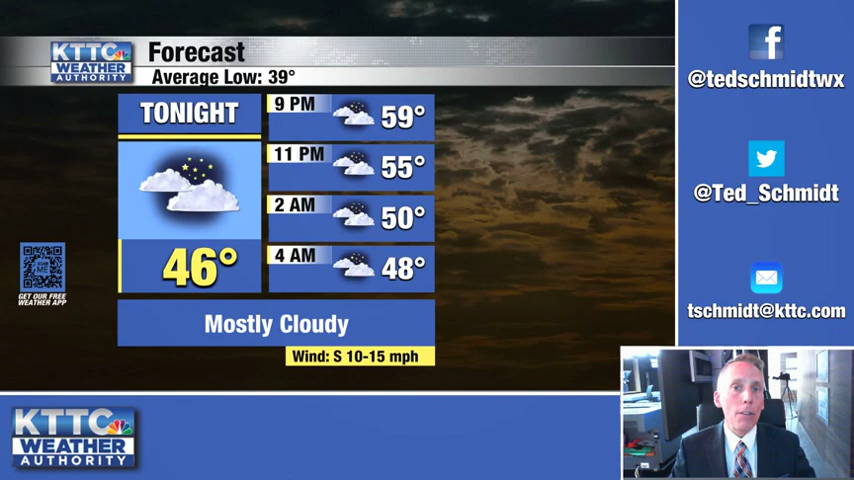 KTTC
WEATHER
AUTHORITY
Forecast
Average Low: 39°
TONIGHT
46°
9 PM 59°
11 PM 55°
2 AM 50°
4 AM 48°
Mostly Cloudy
Wind: S 10-15 mph
GET OUR FREE
WEATHER APP
@tedschmidtwx
@Ted_Schmidt
tschmidt@kttc.com
KTTC
WEATHER
AUTHORITY